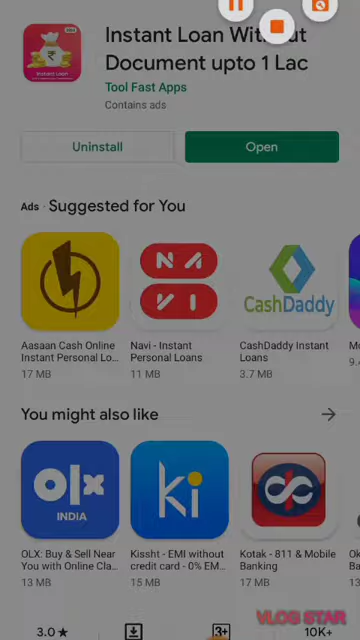 Instant Loan Without
Document upto 1 Lac
Tool Fast Apps
Contains ads
Instant Loan
Uninstall
Open
Ads · Suggested for You
NA
VI
CashDaddy
Aasaan Cash Online
Instant Personal Lo...
17 MB
Navi - Instant
Personal Loans
11 MB
CashDaddy Instant
Loans
3.7 MB
You might also like
olx
INDIA
ki
OLX: Buy & Sell Near
You with Online Cla...
13 MB
Kissht - EMI without
credit card - 0% EM...
15 MB
Kotak - 811 & Mobile
Banking
17 MB
VLOG STAR
3.0 ★
3+
10K+